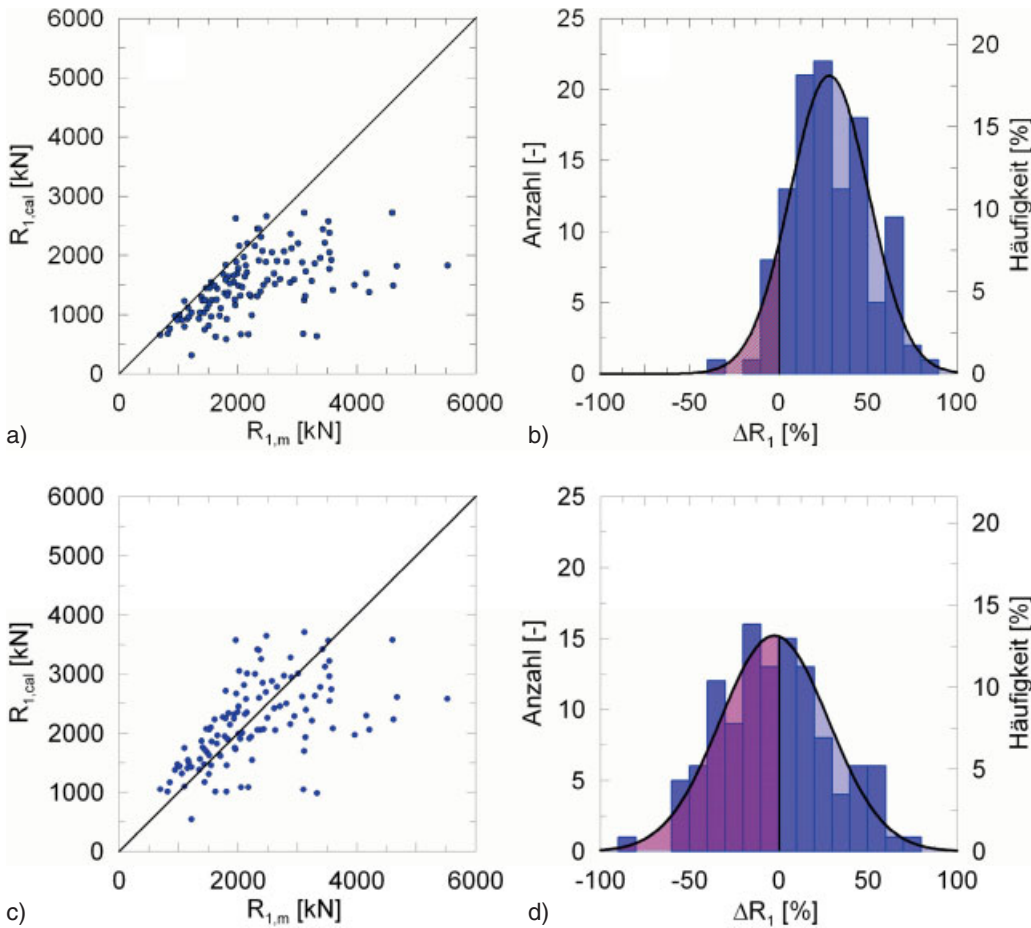 6000
5000
4000
3000
2000
1000
0
R1,cal [kN]
0 2000 4000 6000
R1,m [kN]
a)
25
20
15
10
5
0
Anzahl [-]
20
15
10
5
0
Häufigkeit [%]
-100 -50 0 50 100
ΔR1 [%]
b)
6000
5000
4000
3000
2000
1000
0
R1,cal [kN]
0 2000 4000 6000
R1,m [kN]
c)
25
20
15
10
5
0
Anzahl [-]
20
15
10
5
0
Häufigkeit [%]
-100 -50 0 50 100
ΔR1 [%]
d)